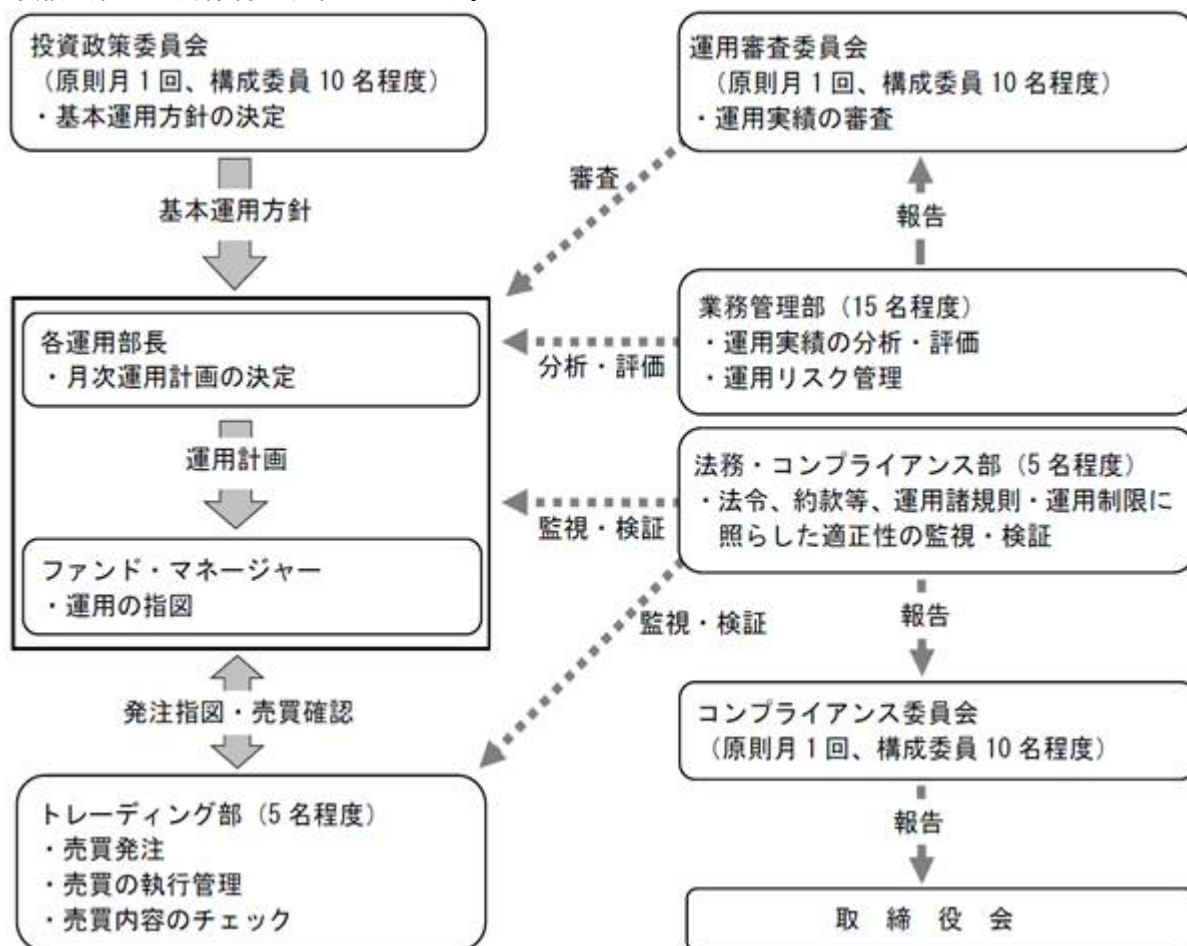 投資政策委員会
（原則月１回、構成委員 10 名程度）
・基本運用方針の決定
基本運用方針
各運用部長
・月次運用計画の決定
運用計画
ファンド・マネージャー
・運用の指図
発注指図・売買確認
トレーディング部（5 名程度）
・売買発注
・売買の執行管理
・売買内容のチェック
運用審査委員会
（原則月１回、構成委員 10 名程度）
・運用実績の審査
審査
報告
業務管理部（15 名程度）
・運用実績の分析・評価
・運用リスク管理
分析・評価
法務・コンプライアンス部（5 名程度）
・法令、約款等、運用諸規則・運用制限に
照らした適正性の監視・検証
監視・検証
監視・検証
報告
コンプライアンス委員会
（原則月１回、構成委員 10 名程度）
報告
取 締 役 会